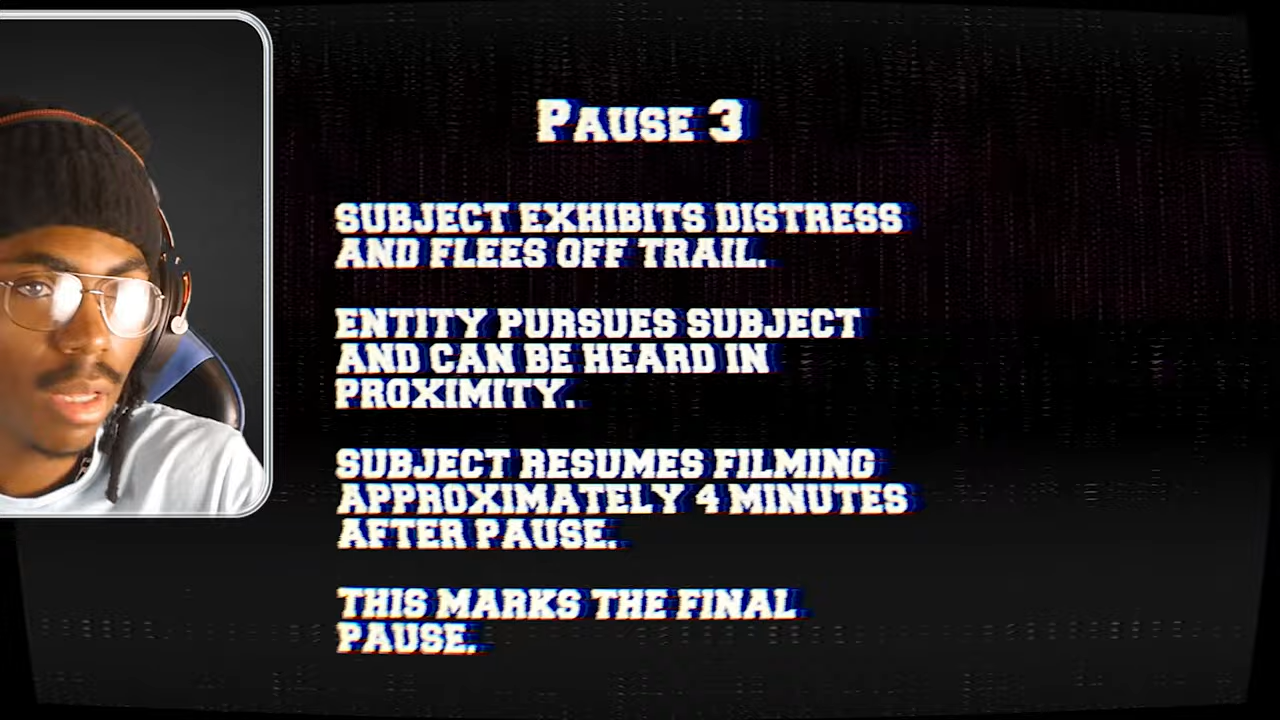 PAUSE 3
SUBJECT EXHIBITS DISTRESS
AND FLEES OFF TRAIL.
ENTITY PURSUES SUBJECT
AND CAN BE HEARD IN
PROXIMITY.
SUBJECT RESUMES FILMING
APPROXIMATELY 4 MINUTES
AFTER PAUSE.
THIS MARKS THE FINAL
PAUSE.